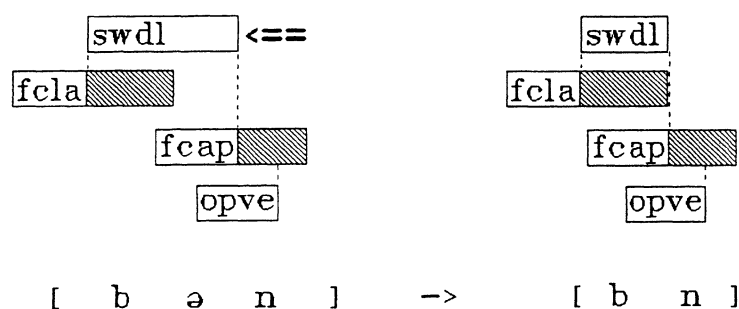 swdl <== swdl
fcla fcla
fcap fcap
opve opve
[ b ə n ] -> [ b n ]